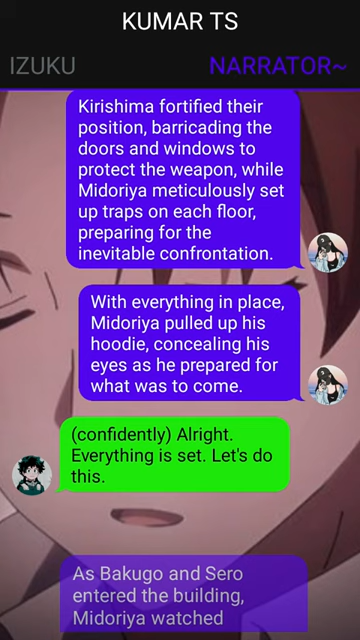 KUMAR TS
IZUKU
NARRATOR~
Kirishima fortified their
position, barricading the
doors and windows to
protect the weapon, while
Midoriya meticulously set
up traps on each floor,
preparing for the
inevitable confrontation.
With everything in place,
Midoriya pulled up his
hoodie, concealing his
eyes as he prepared for
what was to come.
(confidently) Alright.
Everything is set. Let's do
this.
As Bakugo and Sero
entered the building,
Midoriya watched